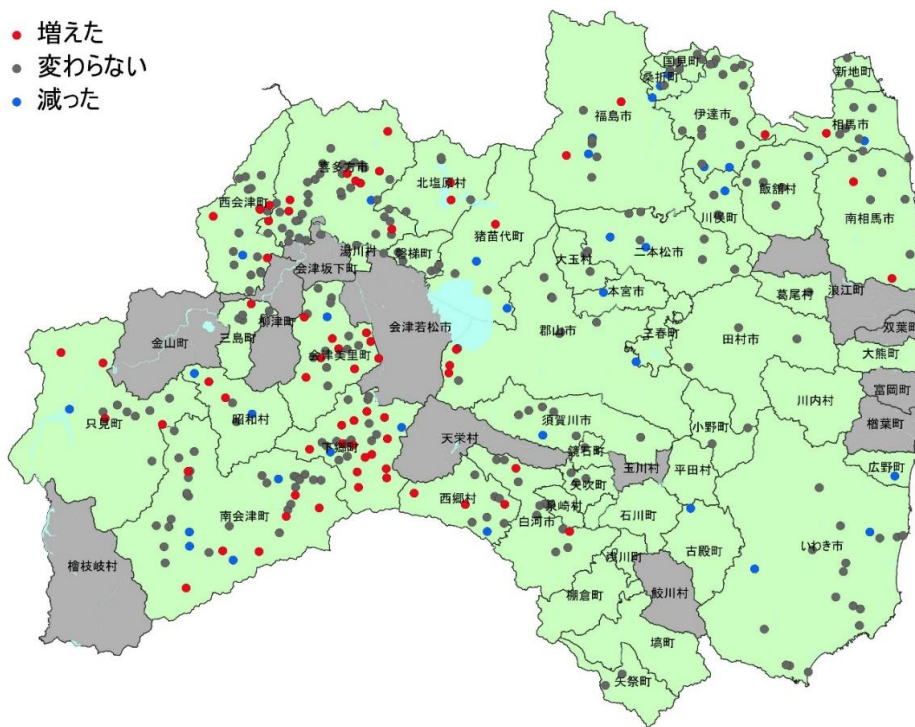 増えた
変わらない
減った
国見町
桑折町
新地町
福島市
伊達市
相馬市
喜多方市
北塩原村
西会津町
飯舘村
川俣町
南相馬市
猪苗代町
湯川村
磐梯町
大玉村
二本松市
会津坂下町
本宮市
葛尾村
浪江町
柳津町
会津若松市
双葉町
金山町
三島町
郡山市
三春町
田村市
会津美里町
大熊町
川内村
富岡町
只見町
昭和村
須賀川市
小野町
楢葉町
下郷町
天栄村
鏡石町
玉川村
平田村
広野町
矢吹町
西郷村
泉崎村
石川町
南会津町
白河市
古殿町
いわき市
浅川町
檜枝岐村
棚倉町
鮫川村
塙町
矢祭町